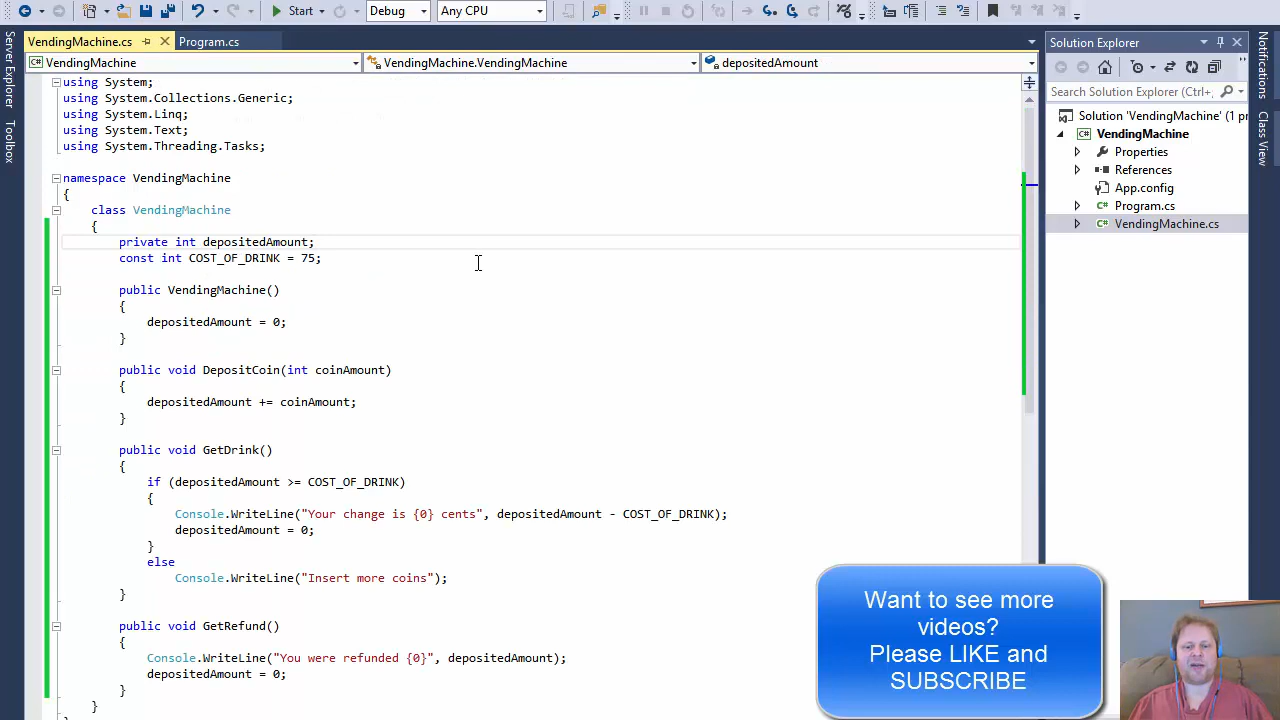 Start
Debug
Any CPU
VendingMachine.cs
Program.cs
VendingMachine
VendingMachine.VendingMachine
depositedAmount
Server Explorer
Toolbox
using System;
using System.Collections.Generic;
using System.Linq;
using System.Text;
using System.Threading.Tasks;
namespace VendingMachine
{
class VendingMachine
{
private int depositedAmount;
const int COST_OF_DRINK = 75;
public VendingMachine()
{
depositedAmount = 0;
}
public void DepositCoin(int coinAmount)
{
depositedAmount += coinAmount;
}
public void GetDrink()
{
if (depositedAmount >= COST_OF_DRINK)
{
Console.WriteLine("Your change is {0} cents", depositedAmount - COST_OF_DRINK);
depositedAmount = 0;
}
else
Console.WriteLine("Insert more coins");
}
public void GetRefund()
{
Console.WriteLine("You were refunded {0}", depositedAmount);
depositedAmount = 0;
}
}
Solution Explorer
Search Solution Explorer (Ctrl+;
Solution 'VendingMachine' (1 pr
VendingMachine
Properties
References
App.config
Program.cs
VendingMachine.cs
Notifications
Class View
Want to see more
videos?
Please LIKE and
SUBSCRIBE